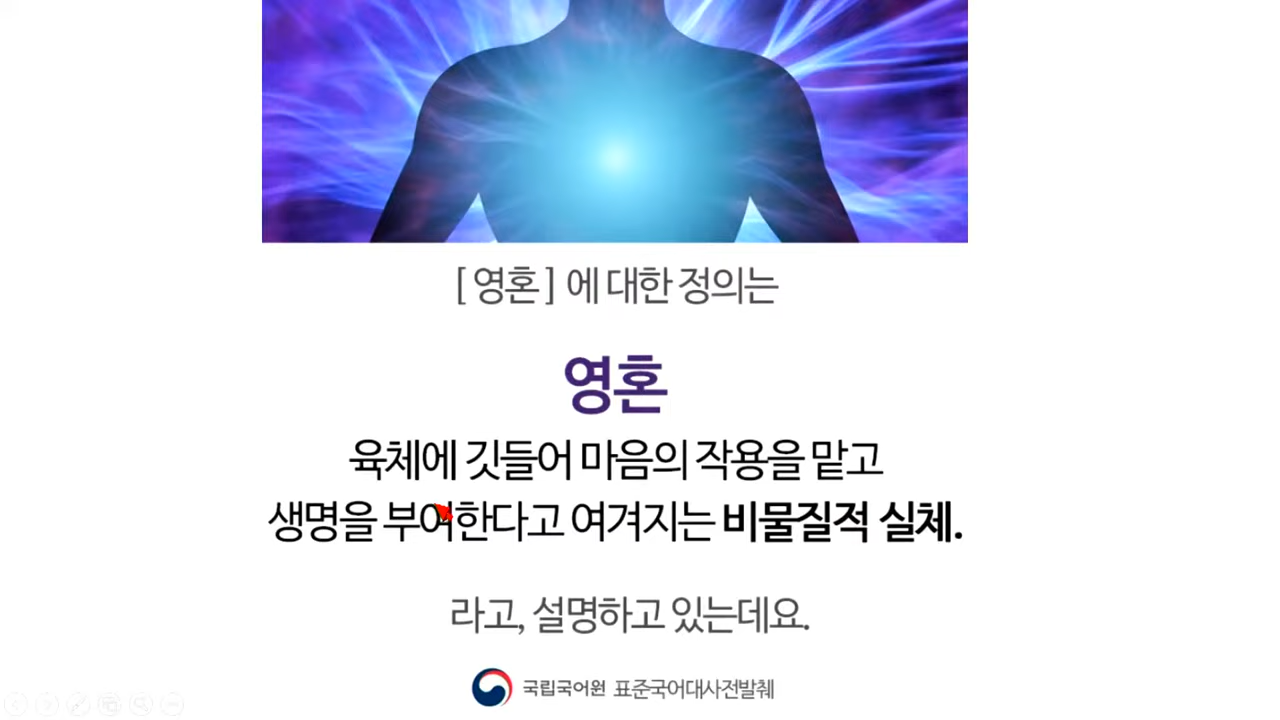 [ 영혼 ] 에 대한 정의는
영혼
육체에 깃들어 마음의 작용을 맡고
생명을 부여한다고 여겨지는 비물질적 실체.
라고, 설명하고 있는데요.
국립국어원 표준국어대사전발췌